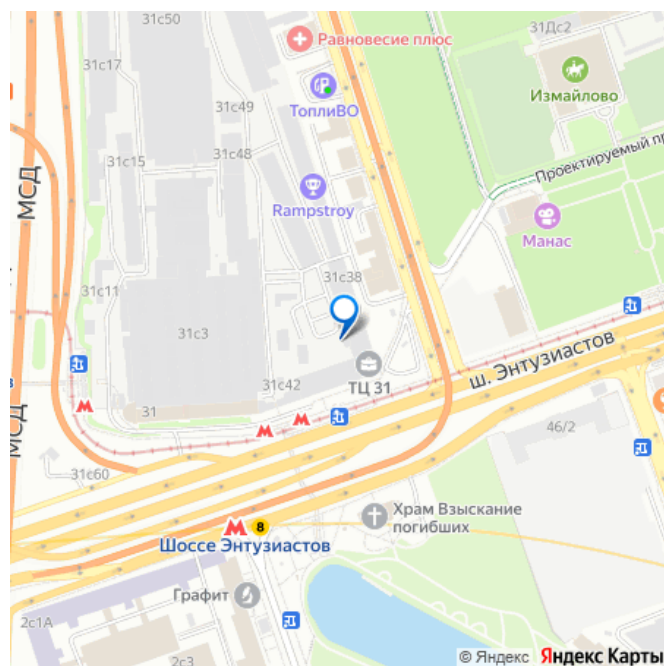 31с50
31Дс2
Равновесие плюс
31с17
Измайлово
31с49
ТоплиВО
31с15
31с48
Проектируемый пр
МСД
Rampstroy
Манас
31с38
31с11
31с3
ш. Энтузиастов
31с42
ТЦ 31
31
46/2
МСД
31с60
Храм Взыскание
погибших
8
Шоссе Энтузиастов
Графит
2с1А
2с3
© Яндекс Яндекс Карты